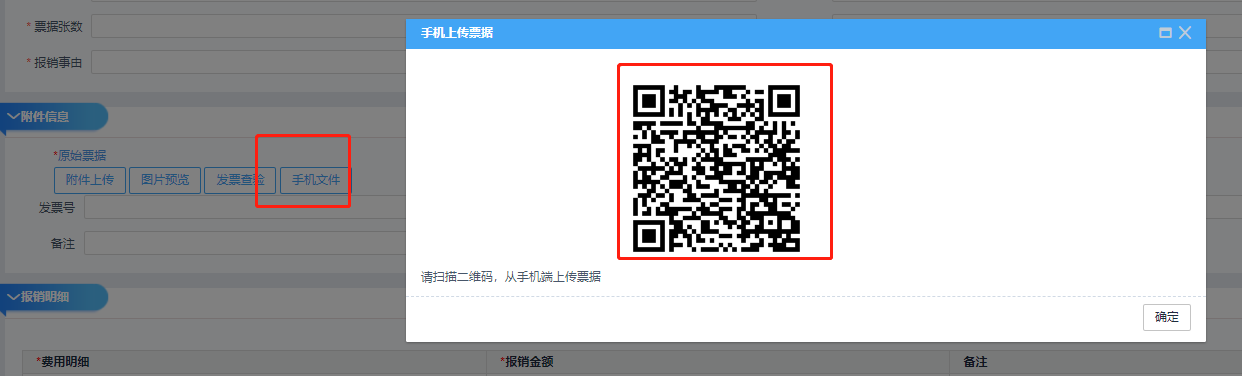 * 票据张数
手机上传票据
* 报销事由
附件信息
*原始票据
附件上传 图片预览 发票查验 手机文件
发票号
备注
请扫描二维码，从手机端上传票据
报销明细
确定
*费用明细 *报销金额 备注